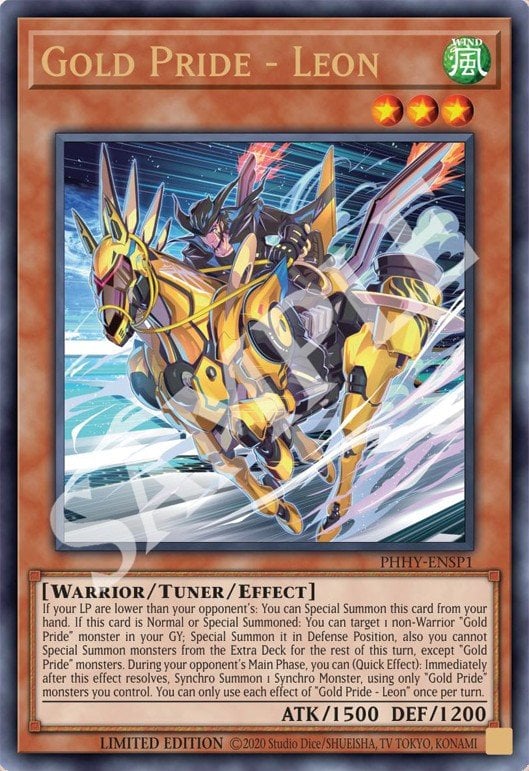 GOLD PRIDE - LEON
WIND
風
SAMPLE
PHHY-ENSP1
[WARRIOR/TUNER/EFFECT]
If your LP are lower than your opponent's: You can Special Summon this card from your
hand. If this card is Normal or Special Summoned: You can target 1 non-Warrior "Gold
Pride" monster in your GY; Special Summon it in Defense Position, also you cannot
Special Summon monsters from the Extra Deck for the rest of this turn, except "Gold
Pride" monsters. During your opponent's Main Phase, you can (Quick Effect): Immediately
after this effect resolves, Synchro Summon 1 Synchro Monster, using only "Gold Pride"
monsters you control. You can only use each effect of "Gold Pride - Leon" once per turn.
ATK/1500 DEF/1200
LIMITED EDITION ©2020 Studio Dice/SHUEISHA, TV TOKYO, KONAMI